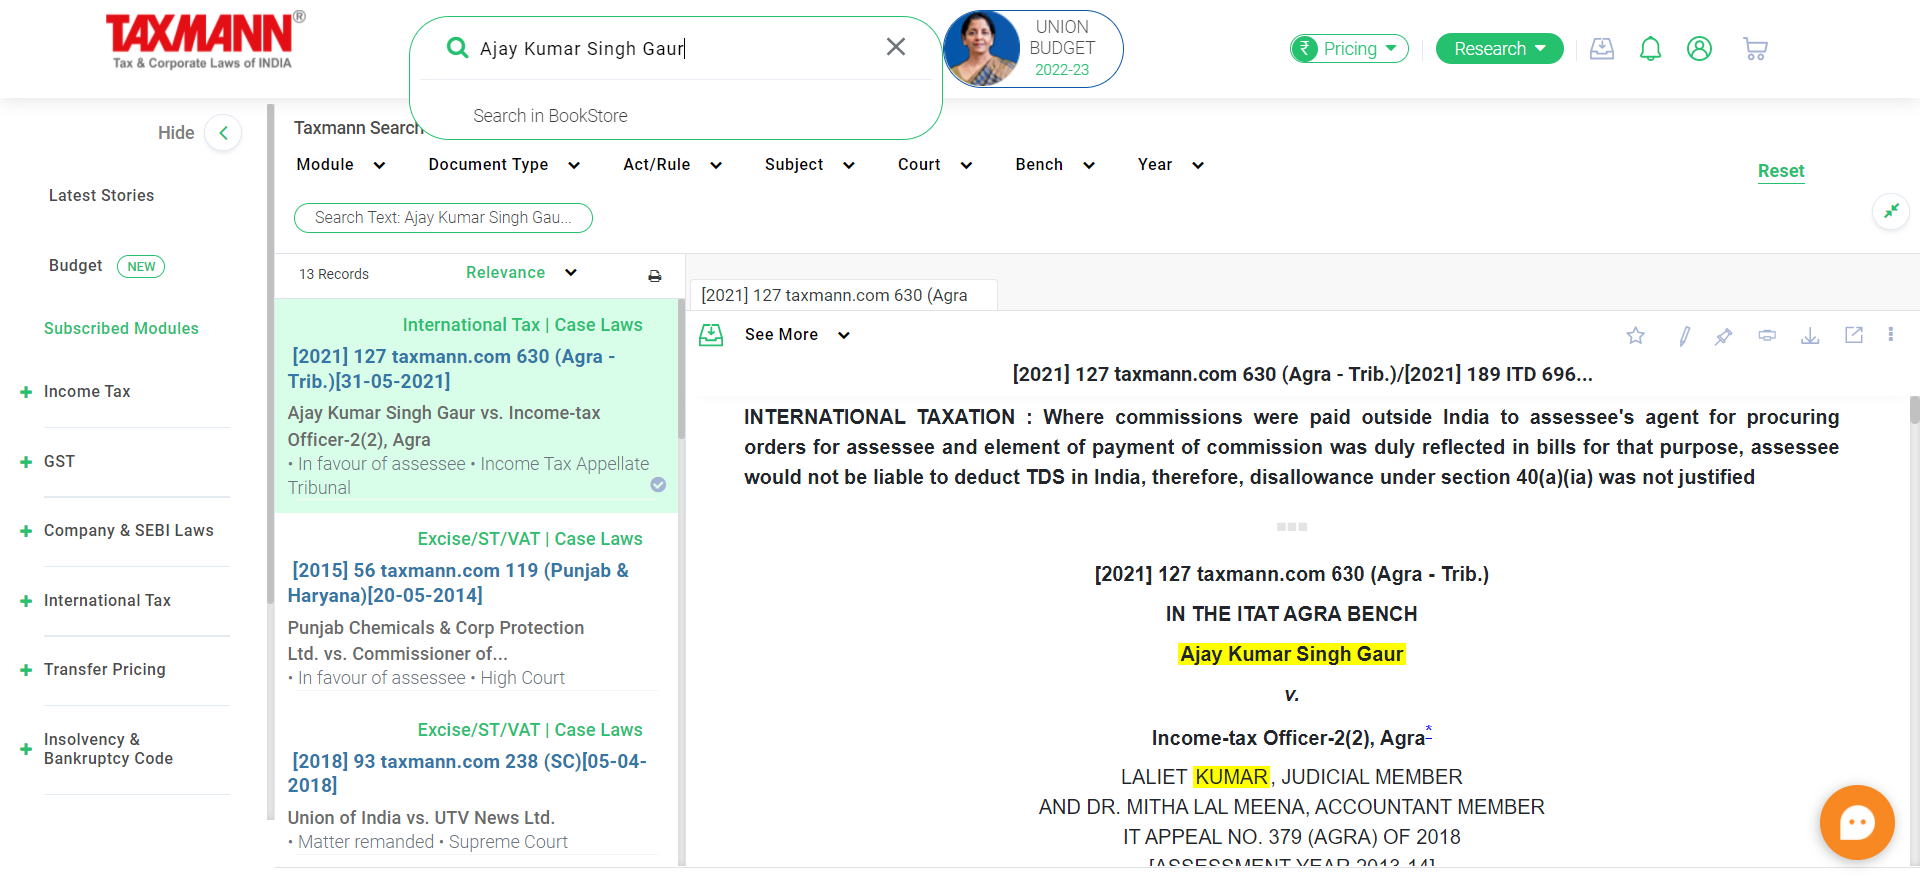 TAXMANN®
Tax & Corporate Laws of INDIA
Ajay Kumar Singh Gaur
Search in BookStore
UNION
BUDGET
2022-23
Pricing
Research
Hide
Latest Stories
Budget NEW
Subscribed Modules
+ Income Tax
+ GST
+ Company & SEBI Laws
+ International Tax
+ Transfer Pricing
+ Insolvency &
Bankruptcy Code
Taxmann Search
Module Document Type Act/Rule Subject Court Bench Year
Reset
Search Text: Ajay Kumar Singh Gau...
13 Records Relevance
International Tax | Case Laws
[2021] 127 taxmann.com 630 (Agra -
Trib.)[31-05-2021]
Ajay Kumar Singh Gaur vs. Income-tax
Officer-2(2), Agra
• In favour of assessee • Income Tax Appellate
Tribunal
Excise/ST/VAT | Case Laws
[2015] 56 taxmann.com 119 (Punjab &
Haryana)[20-05-2014]
Punjab Chemicals & Corp Protection
Ltd. vs. Commissioner of...
• In favour of assessee • High Court
Excise/ST/VAT | Case Laws
[2018] 93 taxmann.com 238 (SC)[05-04-
2018]
Union of India vs. UTV News Ltd.
• Matter remanded • Supreme Court
[2021] 127 taxmann.com 630 (Agra
See More
[2021] 127 taxmann.com 630 (Agra - Trib.)/[2021] 189 ITD 696...
INTERNATIONAL TAXATION : Where commissions were paid outside India to assessee's agent for procuring
orders for assessee and element of payment of commission was duly reflected in bills for that purpose, assessee
would not be liable to deduct TDS in India, therefore, disallowance under section 40(a)(ia) was not justified
[2021] 127 taxmann.com 630 (Agra - Trib.)
IN THE ITAT AGRA BENCH
Ajay Kumar Singh Gaur
v.
Income-tax Officer-2(2), Agra*
LALIET KUMAR, JUDICIAL MEMBER
AND DR. MITHA LAL MEENA, ACCOUNTANT MEMBER
IT APPEAL NO. 379 (AGRA) OF 2018
[ASSESSMENT YEAR 2013-14]